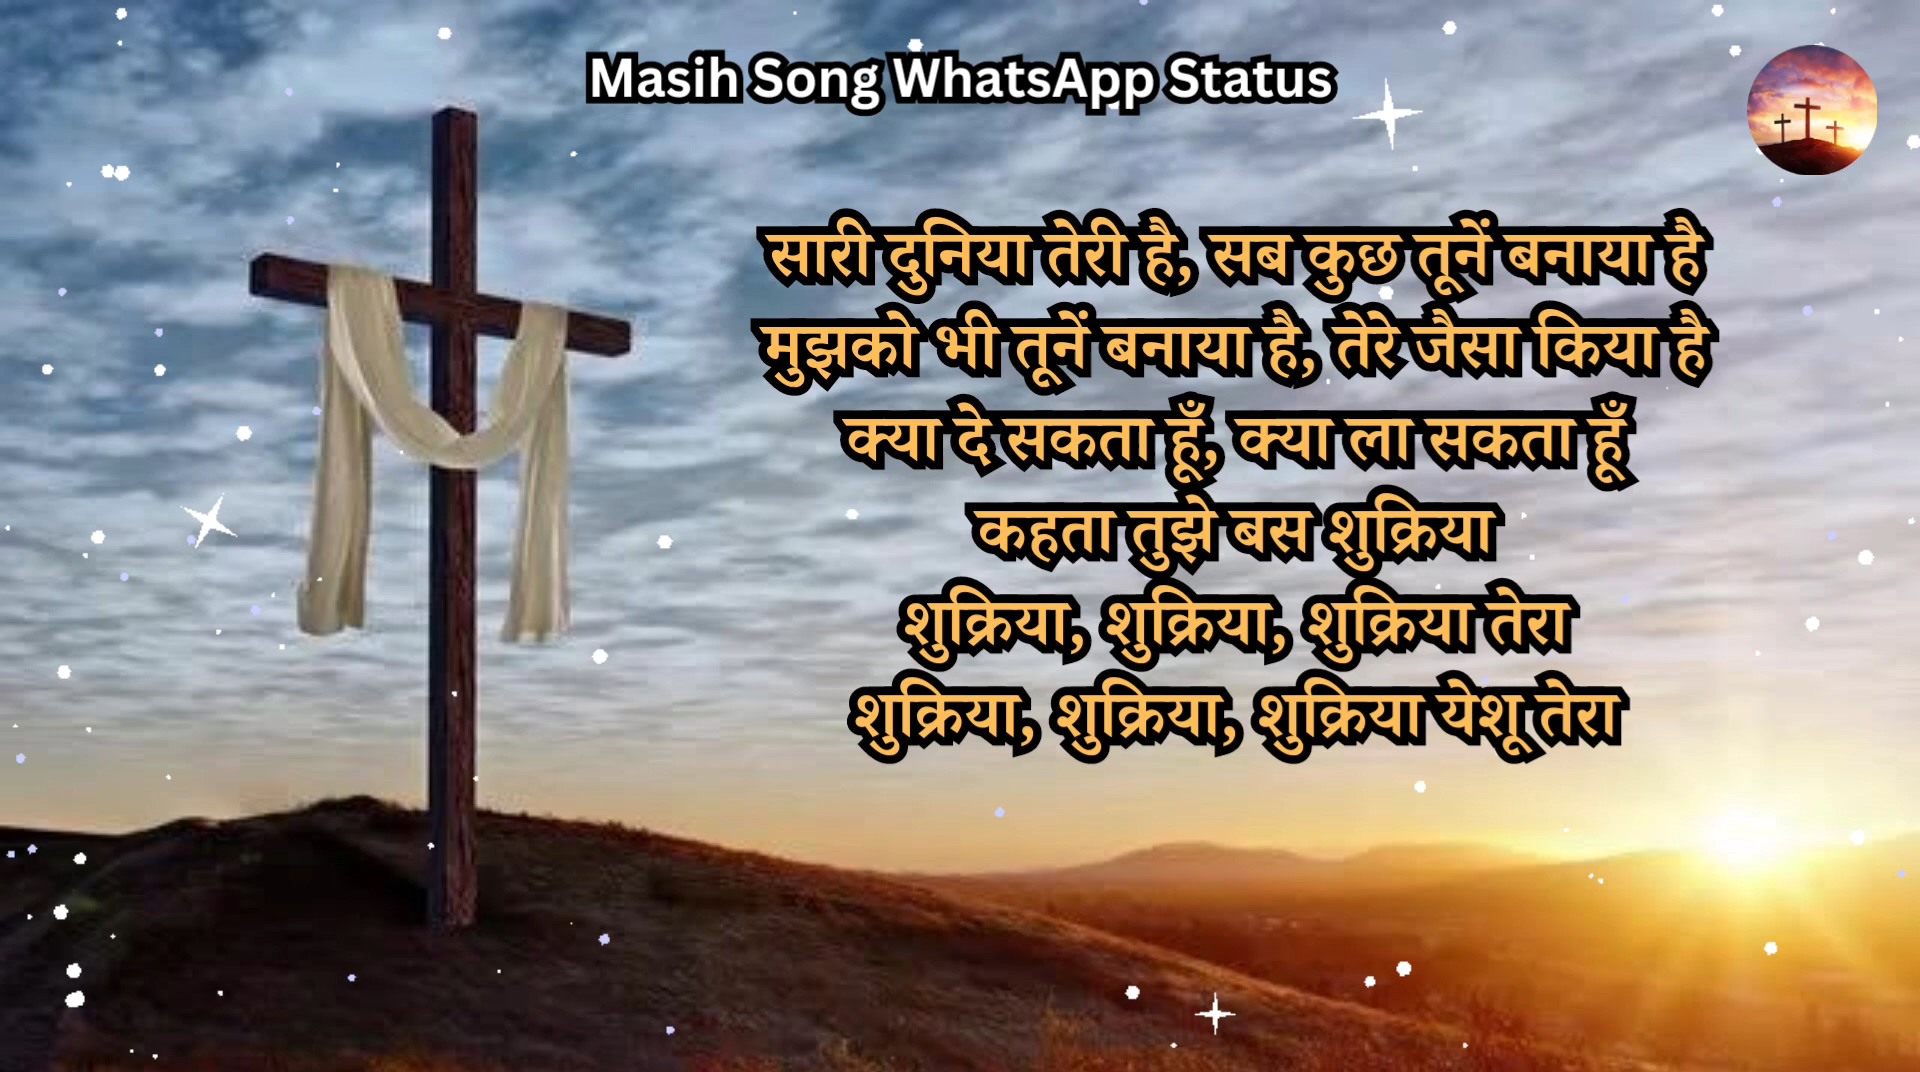 Masih Song WhatsApp Status
सारी दुनिया तेरी है, सब कुछ तूनें बनाया है
मुझको भी तूनें बनाया है, तेरे जैसा किया है
क्या दे सकता हूँ, क्या ला सकता हूँ
कहता तुझे बस शुक्रिया
शुक्रिया, शुक्रिया, शुक्रिया तेरा
शुक्रिया, शुक्रिया, शुक्रिया येशू तेरा